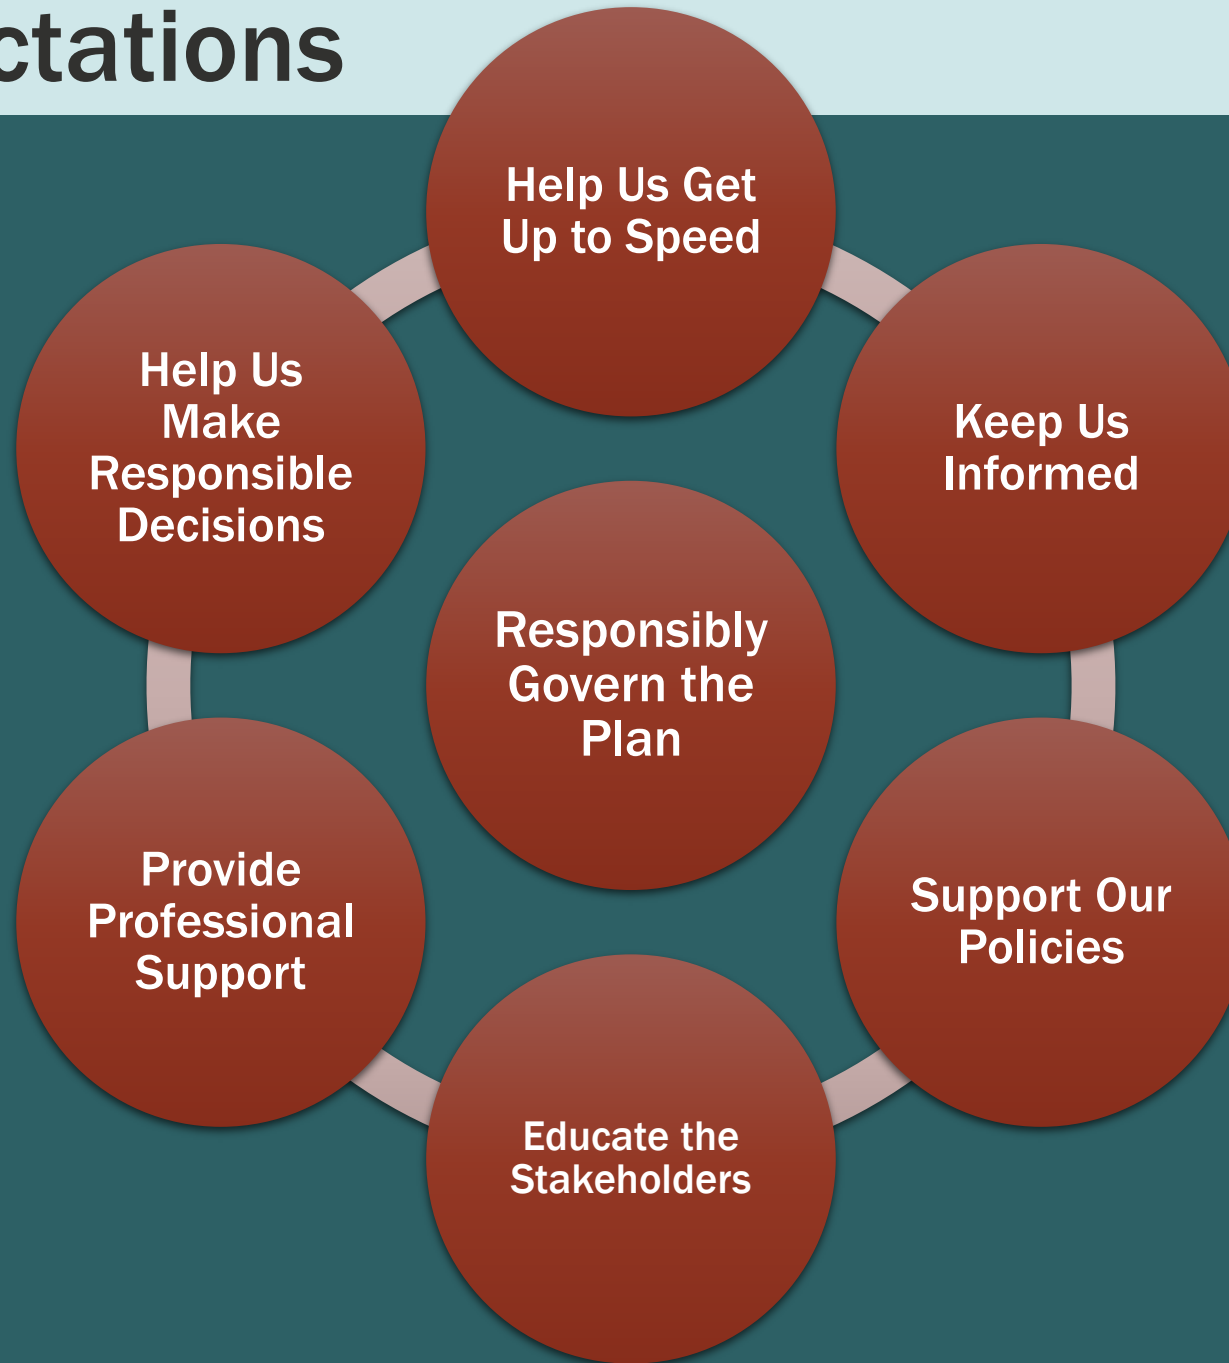 ctations
Help Us Get
Up to Speed
Keep Us
Informed
Support Our
Policies
Educate the
Stakeholders
Provide
Professional
Support
Help Us
Make
Responsible
Decisions
Responsibly
Govern the
Plan